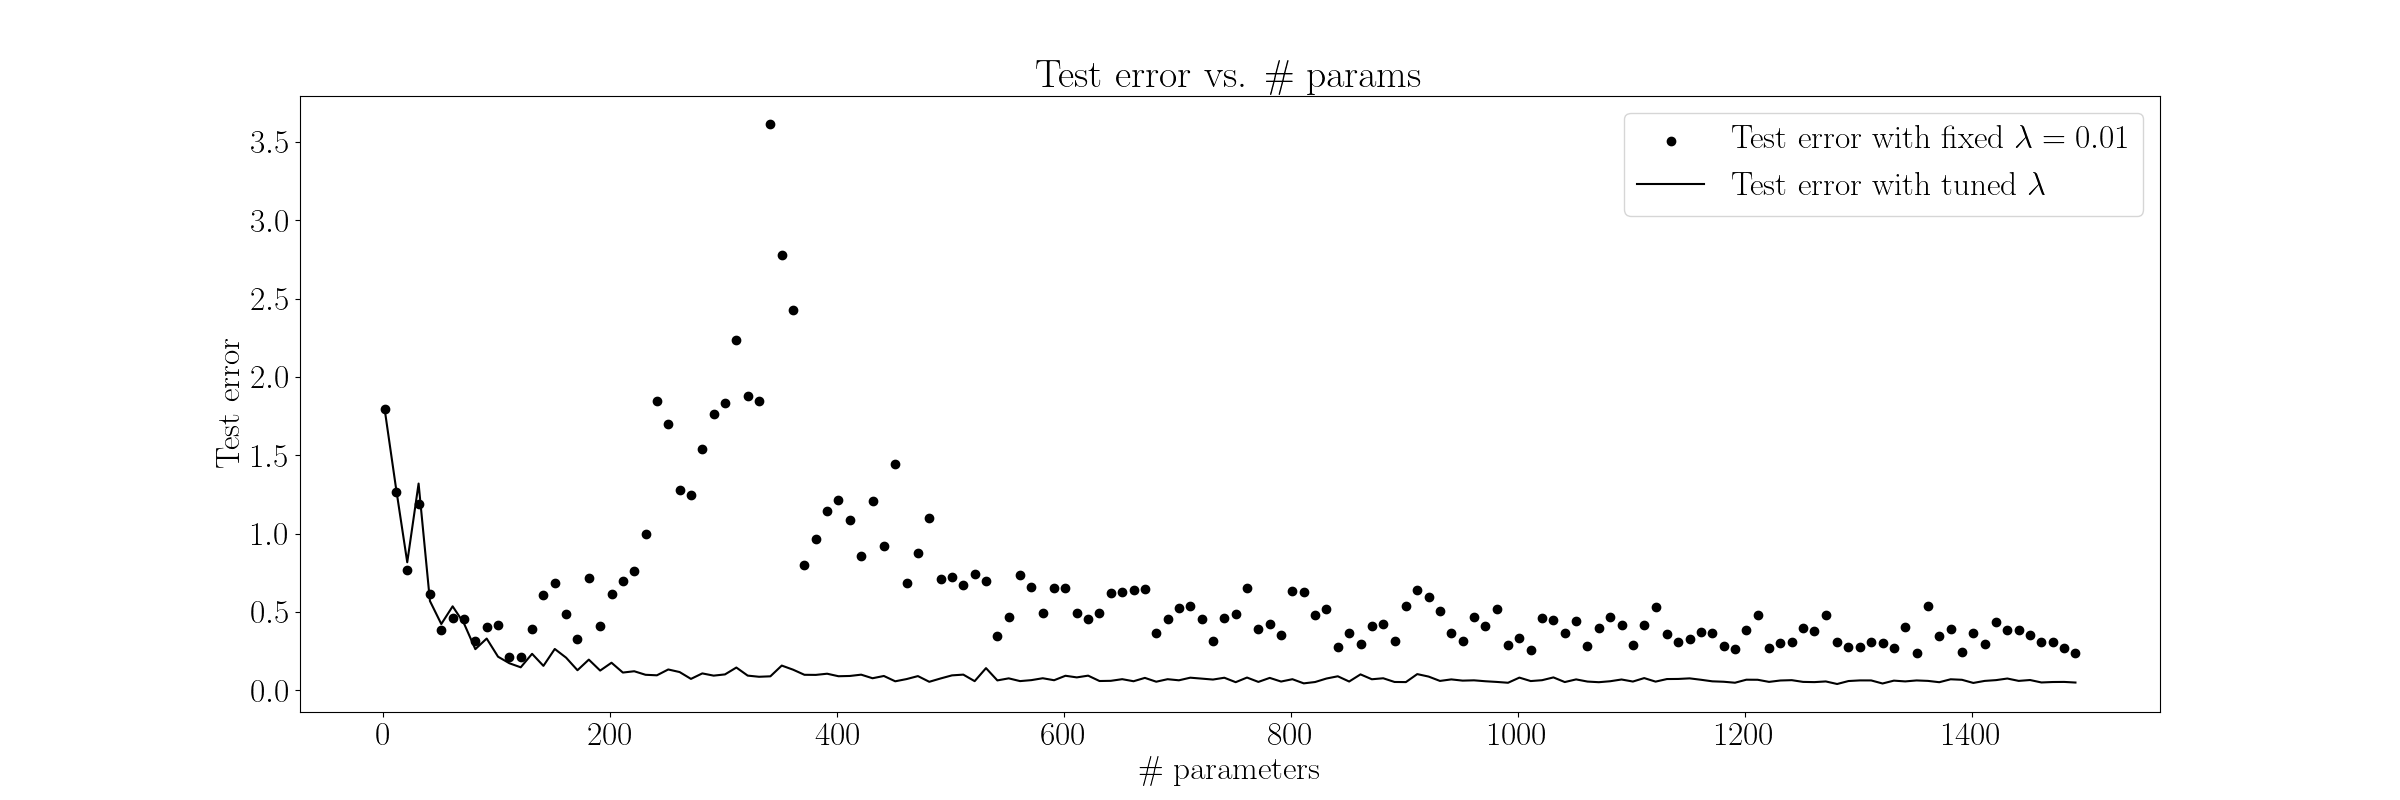 Test error vs. # params
Test error with fixed λ = 0.01
Test error with tuned λ
3.5
3.0
2.5
2.0
1.5
1.0
0.5
0.0
Test error
0 200 400 600 800 1000 1200 1400
# parameters